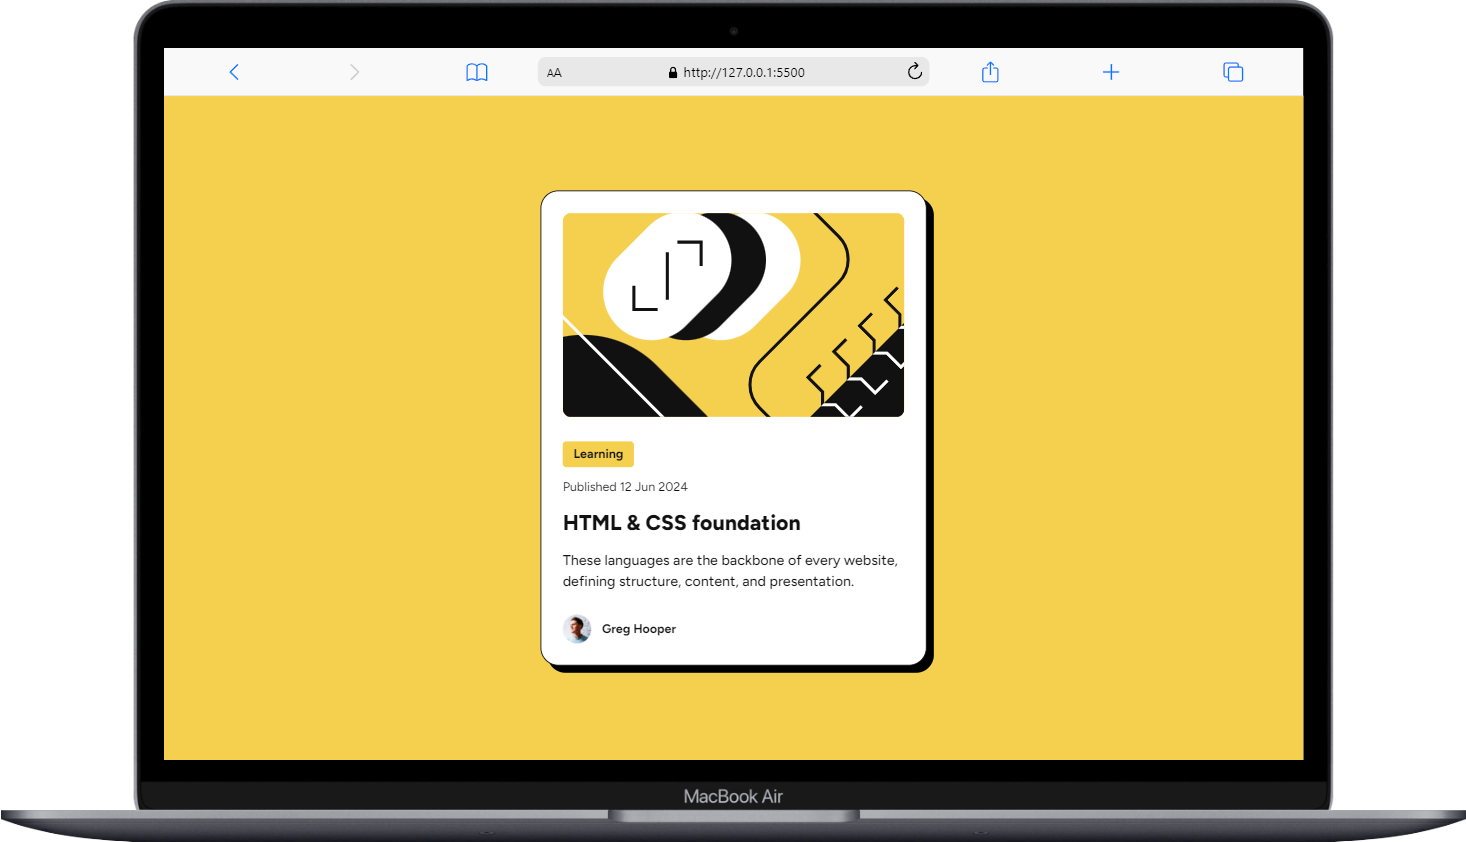 AA
http://127.0.0.1:5500
Learning
Published 12 Jun 2024
HTML & CSS foundation
These languages are the backbone of every website,
defining structure, content, and presentation.
Greg Hooper
MacBook Air